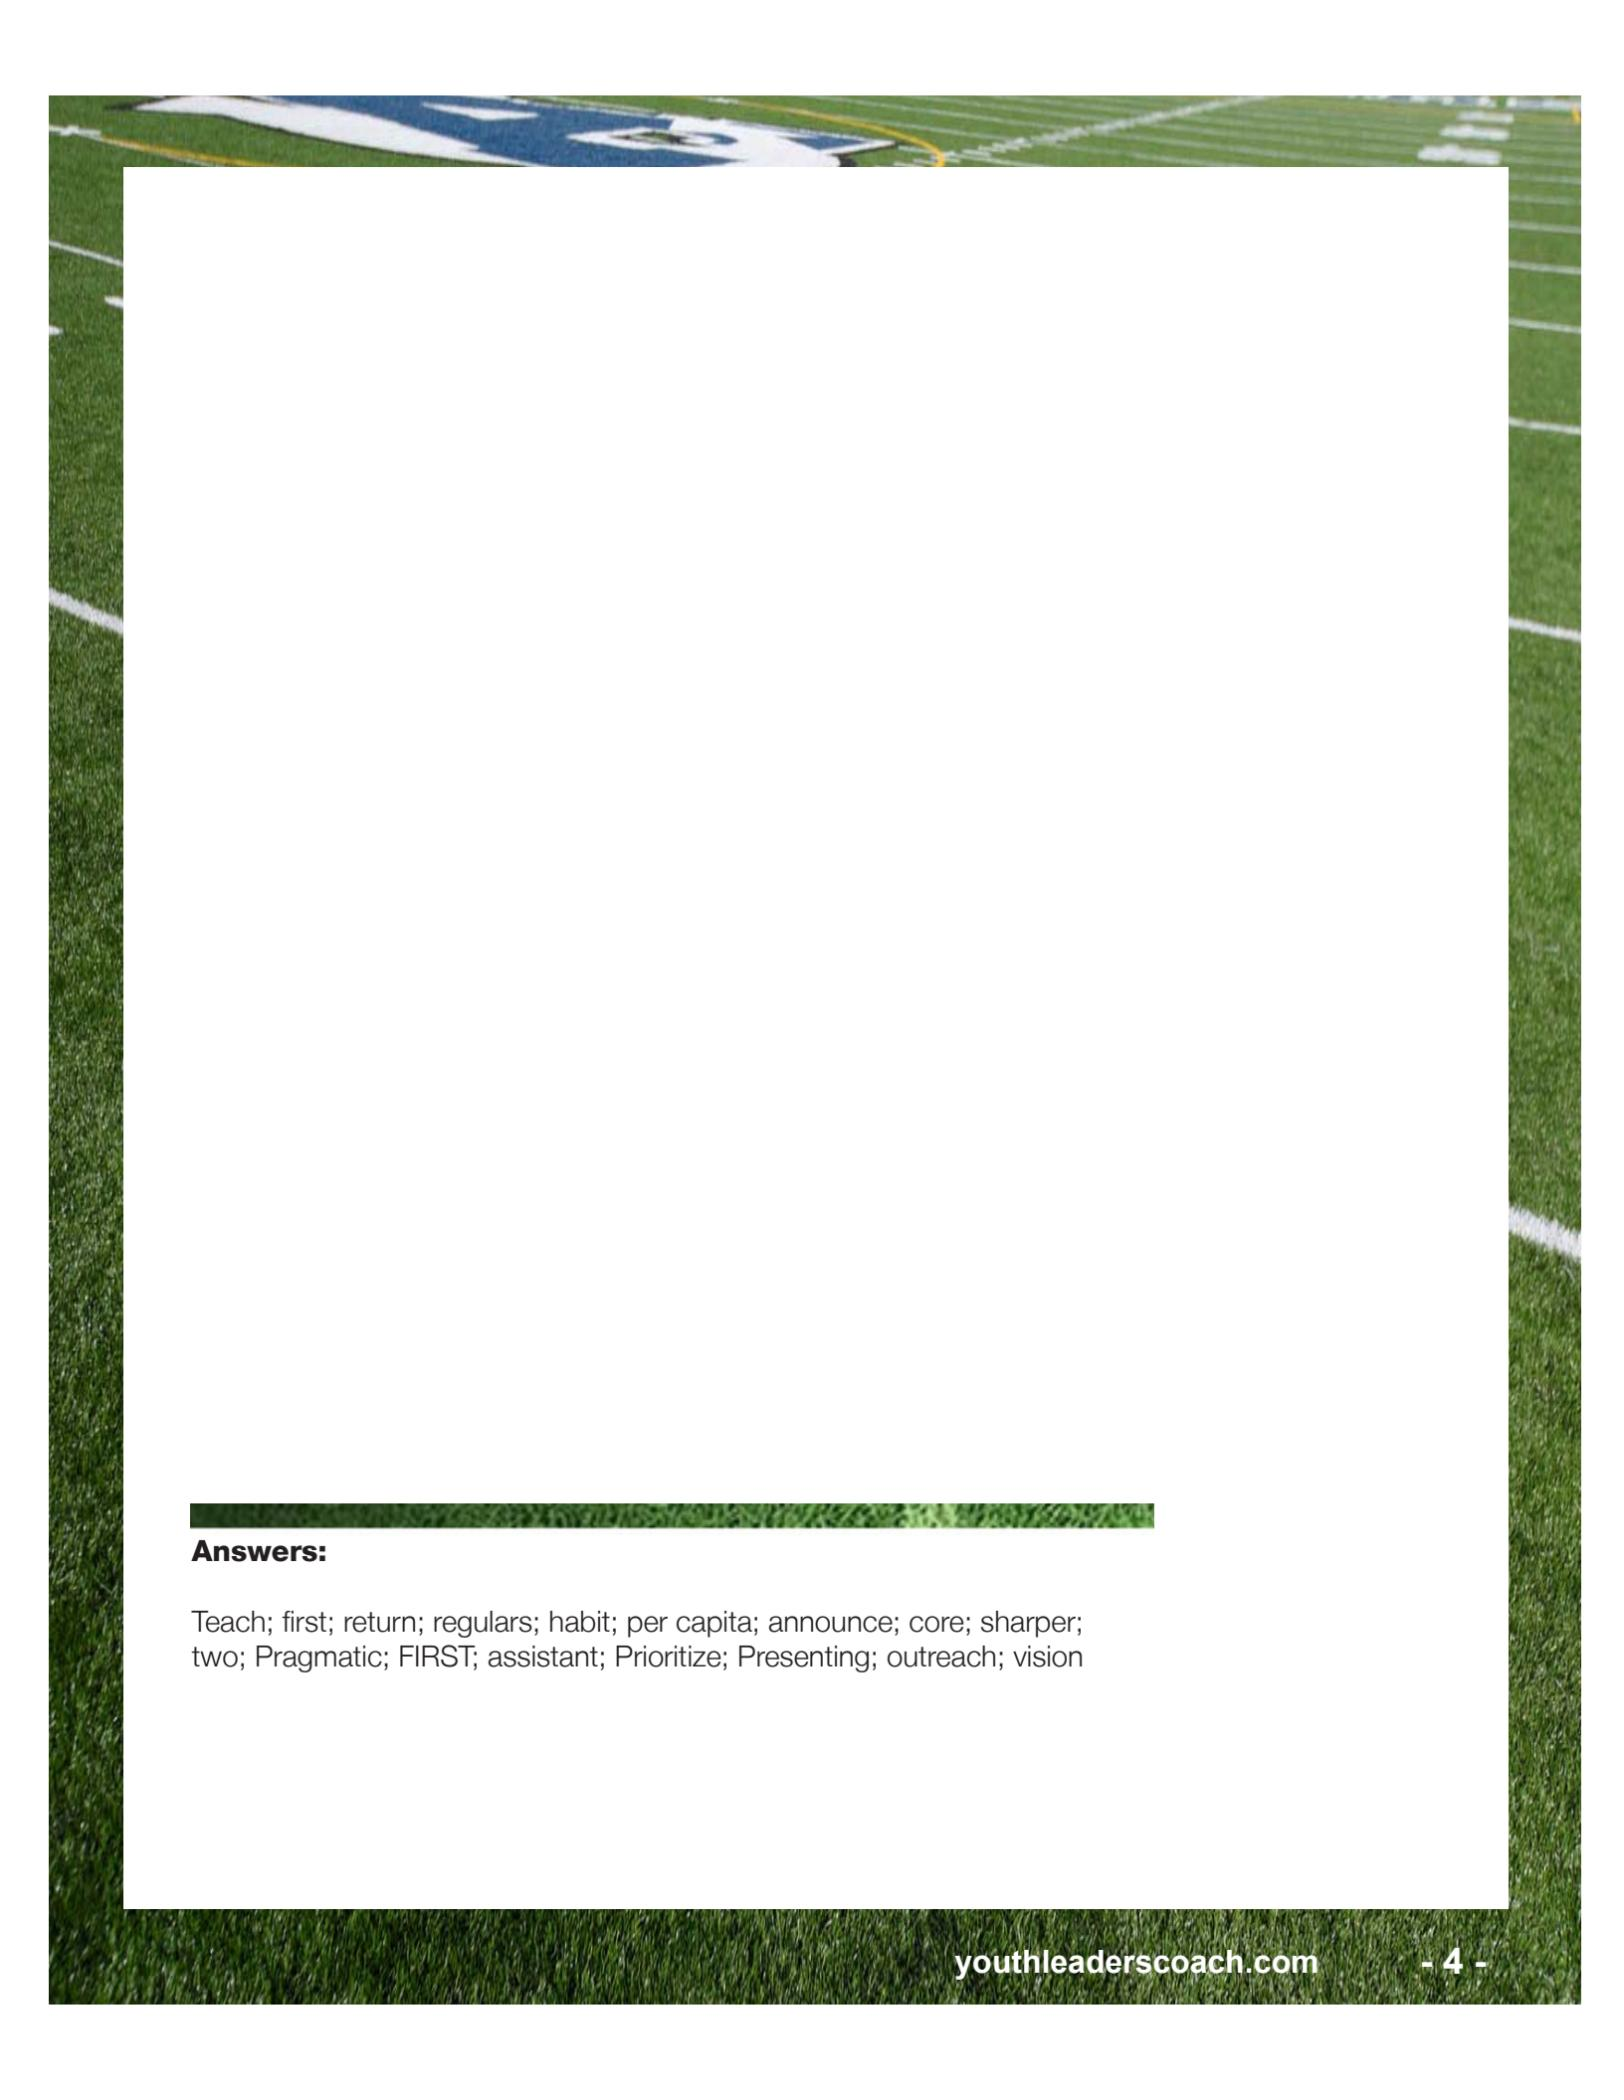 Answers:
Teach; first; return; regulars; habit; per capita; announce; core; sharper;
two; Pragmatic; FIRST; assistant; Prioritize; Presenting; outreach; vision
youthleaderscoach.com - 4 -